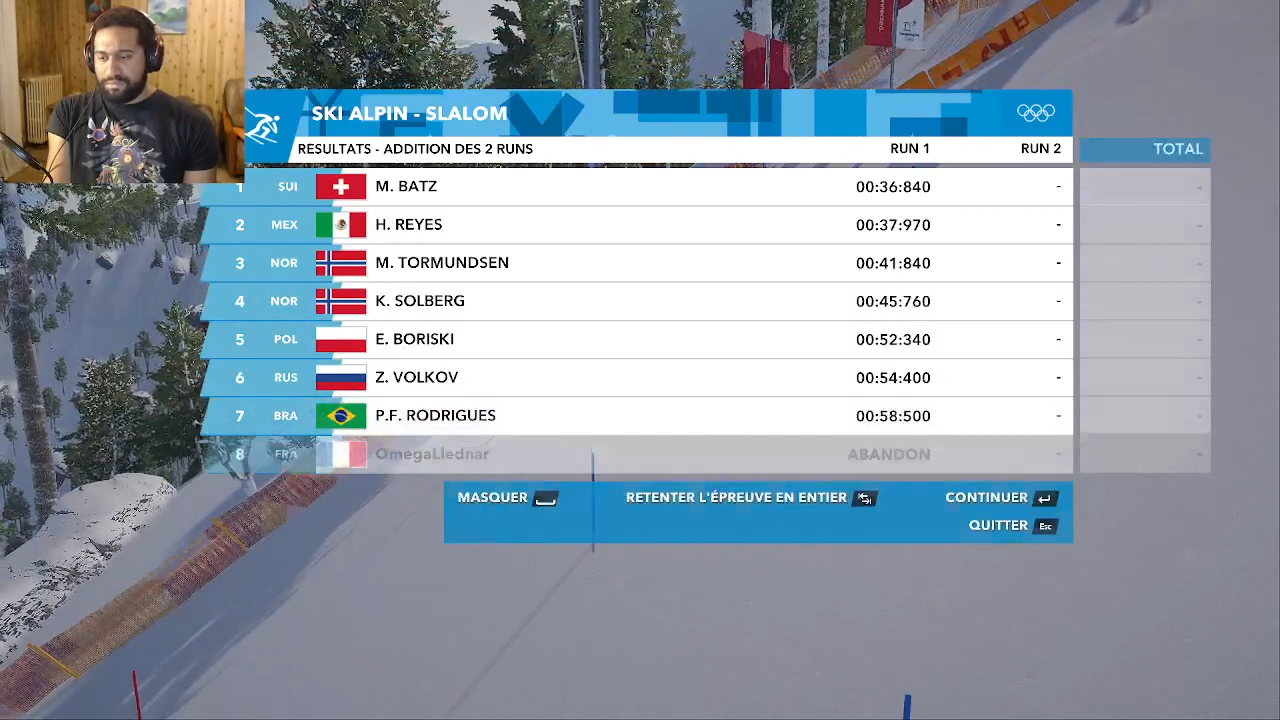 SKI ALPIN - SLALOM
RESULTATS - ADDITION DES 2 RUNS RUN 1 RUN 2 TOTAL
1 SUI M. BATZ 00:36:840 - -
2 MEX H. REYES 00:37:970 - -
3 NOR M. TORMUNDSEN 00:41:840 - -
4 NOR K. SOLBERG 00:45:760 - -
5 POL E. BORISKI 00:52:340 - -
6 RUS Z. VOLKOV 00:54:400 - -
7 BRA P.F. RODRIGUES 00:58:500 - -
8 FRA OmegaLlednar ABANDON - -
MASQUER RETENTER L'ÉPREUVE EN ENTIER CONTINUER
QUITTER Esc